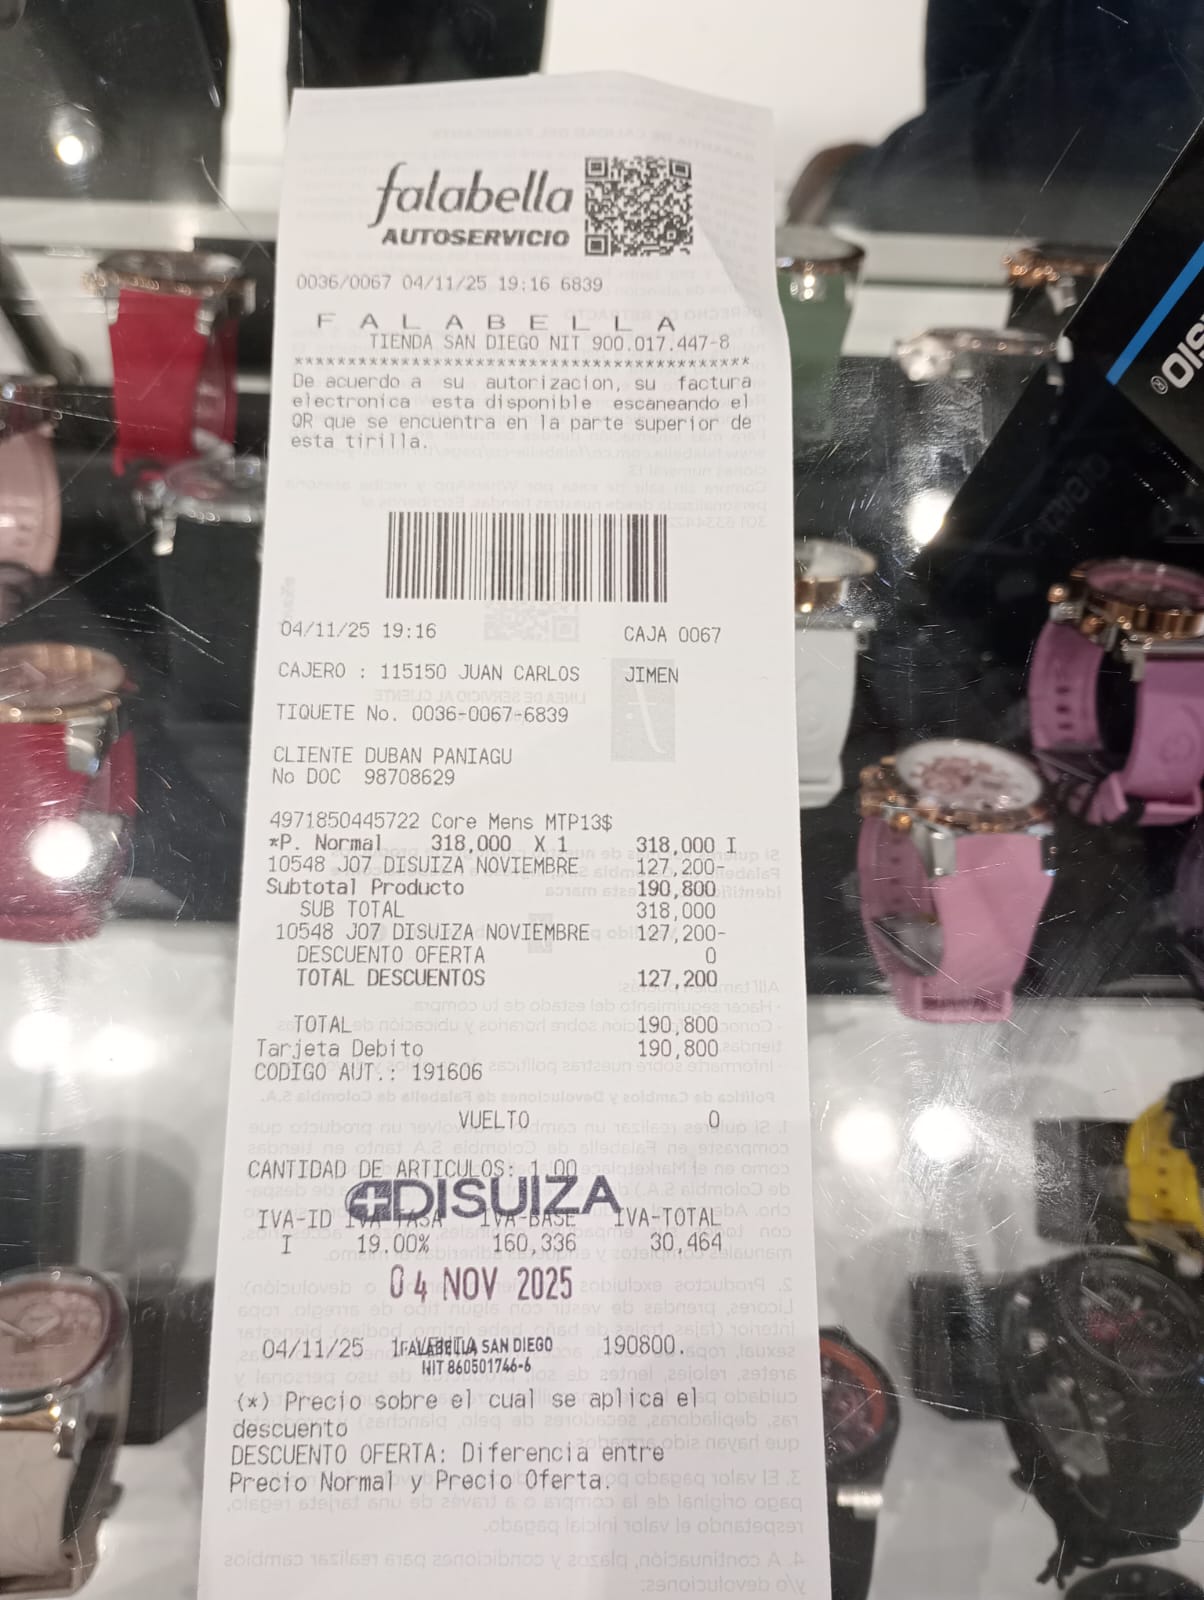 falabella
AUTOSERVICIO
0036/0067 04/11/25 19:16 6839
F A L A B E L L A
TIENDA SAN DIEGO NIT 900.017.447-8
*******************************************
De acuerdo a su autorizacion, su factura
electronica esta disponible escaneando el
QR que se encuentra en la parte superior de
esta tirilla.
04/11/25 19:16 CAJA 0067
CAJERO : 115150 JUAN CARLOS JIMEN
TIQUETE No. 0036-0067-6839
CLIENTE DUBAN PANIAGU
No DOC 98708629
4971850445722 Core Mens MTP13$
*P. Normal 318,000 X 1 318,000 I
10548 J07 DISUIZA NOVIEMBRE 127,200-
Subtotal Producto 190,800
SUB TOTAL 318,000
10548 J07 DISUIZA NOVIEMBRE 127,200-
DESCUENTO OFERTA 0
TOTAL DESCUENTOS 127,200
TOTAL 190,800
Tarjeta Debito 190,800
CODIGO AUT.: 191606
VUELTO 0
CANTIDAD DE ARTICULOS: 1.00
DISUIZA
IVA-ID IVA-TASA IVA-BASE IVA-TOTAL
I 19.00% 160,336 30,464
04 NOV 2025
04/11/25 FALABELLA SAN DIEGO 190800.
NIT 860501746-6
(*) Precio sobre el cual se aplica el
descuento
DESCUENTO OFERTA: Diferencia entre
Precio Normal y Precio Oferta.